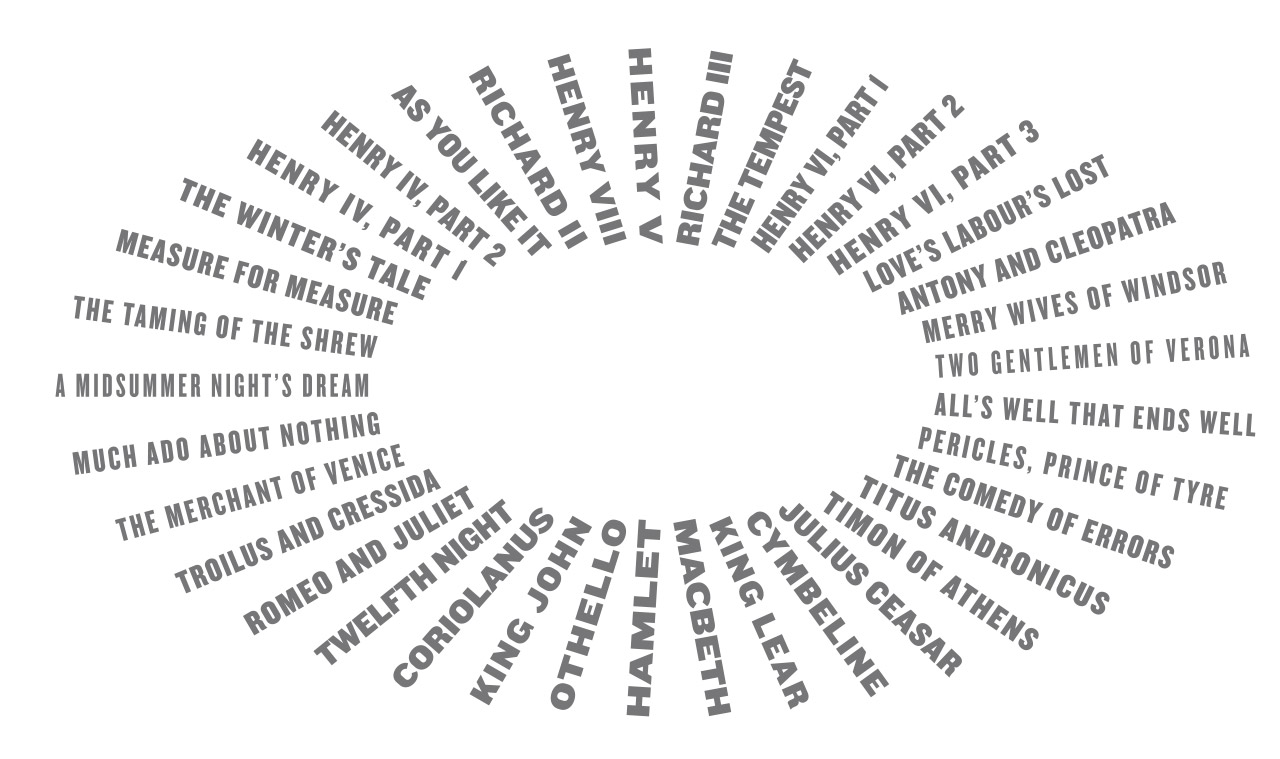 HENRY V
RICHARD III
THE TEMPEST
HENRY VI, PART 1
HENRY VI, PART 2
HENRY VI, PART 3
LOVE'S LABOUR'S LOST
ANTONY AND CLEOPATRA
MERRY WIVES OF WINDSOR
TWO GENTLEMEN OF VERONA
ALL'S WELL THAT ENDS WELL
PERICLES, PRINCE OF TYRE
THE COMEDY OF ERRORS
TITUS ANDRONICUS
TIMON OF ATHENS
JULIUS CEASAR
CYMBELINE
KING LEAR
MACBETH
HAMLET
OTHELLO
KING JOHN
CORIOLANUS
TWELFTH NIGHT
ROMEO AND JULIET
TROILUS AND CRESSIDA
THE MERCHANT OF VENICE
MUCH ADO ABOUT NOTHING
A MIDSUMMER NIGHT'S DREAM
THE TAMING OF THE SHREW
MEASURE FOR MEASURE
THE WINTER'S TALE
HENRY IV, PART 1
HENRY IV, PART 2
AS YOU LIKE IT
RICHARD II
HENRY VIII